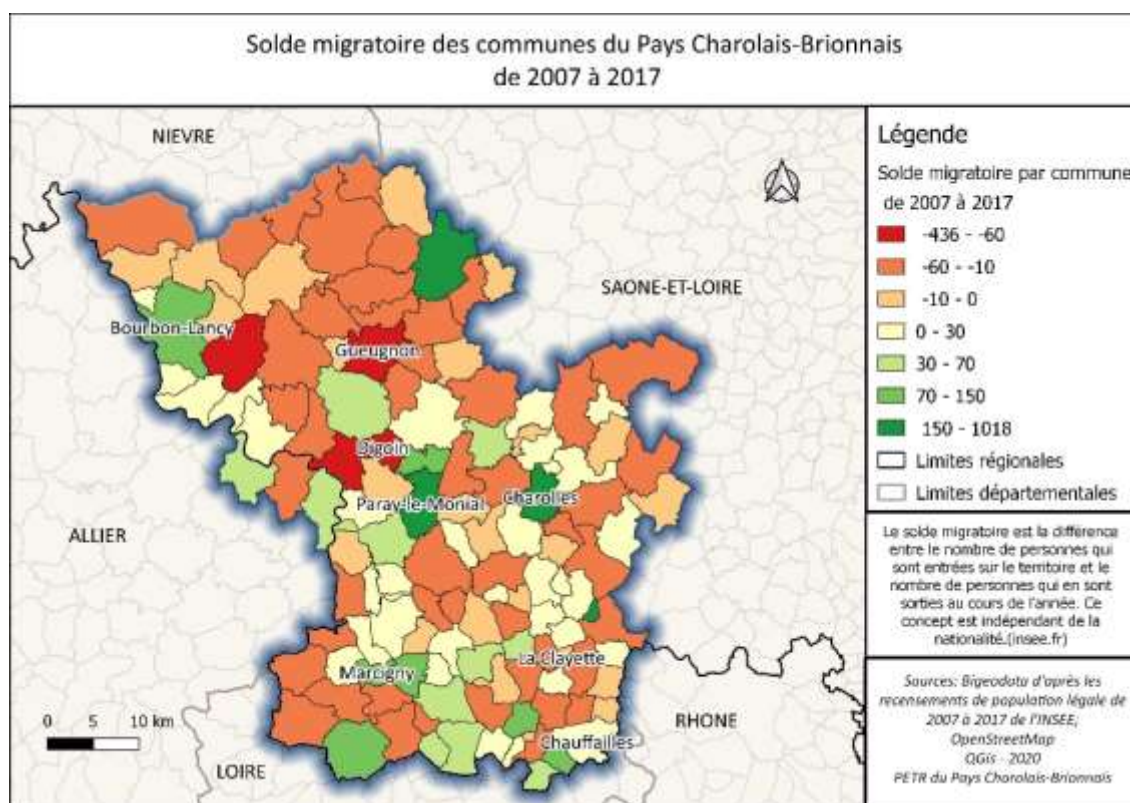 Solde migratoire des communes du Pays Charolais-Brionnais
de 2007 à 2017
NIEVRE
SAONE-ET-LOIRE
Bourbon-Lancy
Gueugnon
Digoin
Paray-le-Monial
Charolles
ALLIER
La Clayette
Marcigny
RHONE
Chauffailles
LOIRE
0 5 10 km
Légende
Solde migratoire par commune
de 2007 à 2017
-436 - -60
-60 - -10
-10 - 0
0 - 30
30 - 70
70 - 150
150 - 1018
Limites régionales
Limites départementales
Le solde migratoire est la différence
entre le nombre de personnes qui
sont entrées sur le territoire et le
nombre de personnes qui en sont
sorties au cours de l'année. Ce
concept est indépendant de la
nationalité.(insee.fr)
Sources: Bigeodata d'après les
recensements de population légale de
2007 à 2017 de l'INSEE;
OpenStreetMap
QGis - 2020
PETR du Pays Charolais-Brionnais